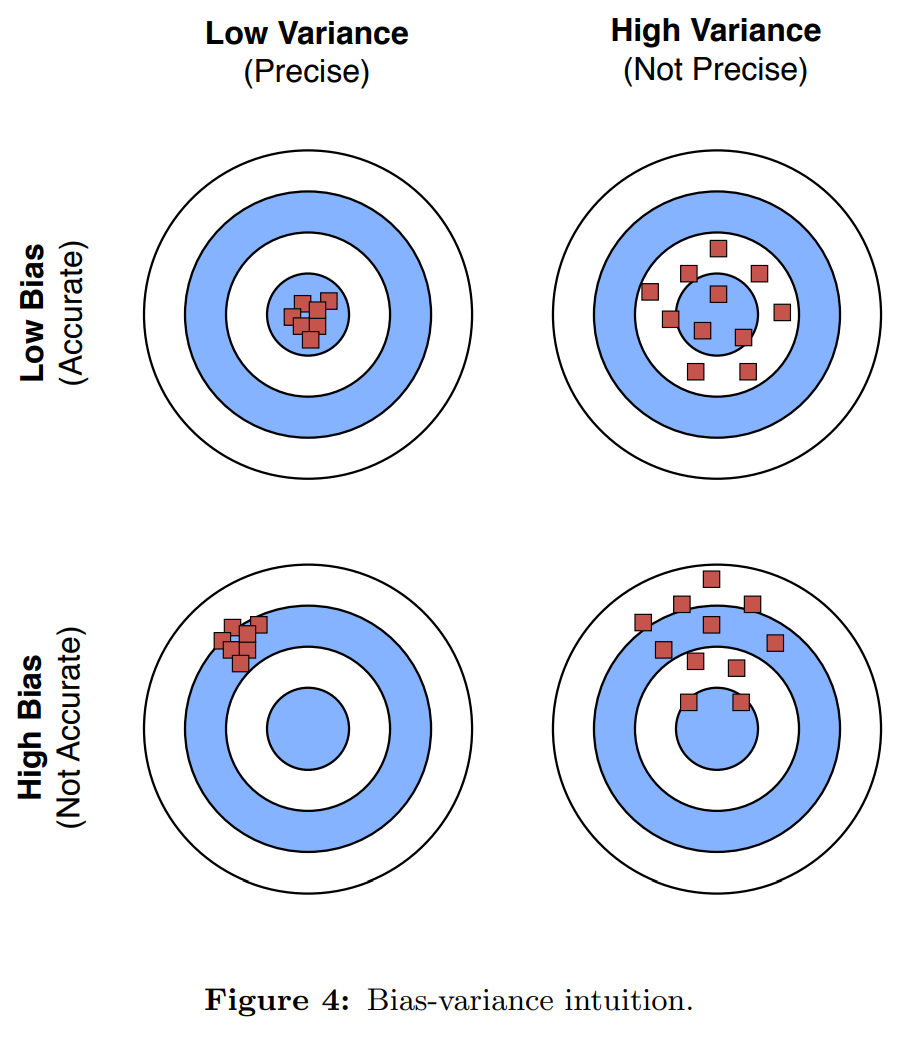 Low Variance
(Precise)
High Variance
(Not Precise)
Low Bias
(Accurate)
High Bias
(Not Accurate)
Figure 4: Bias-variance intuition.